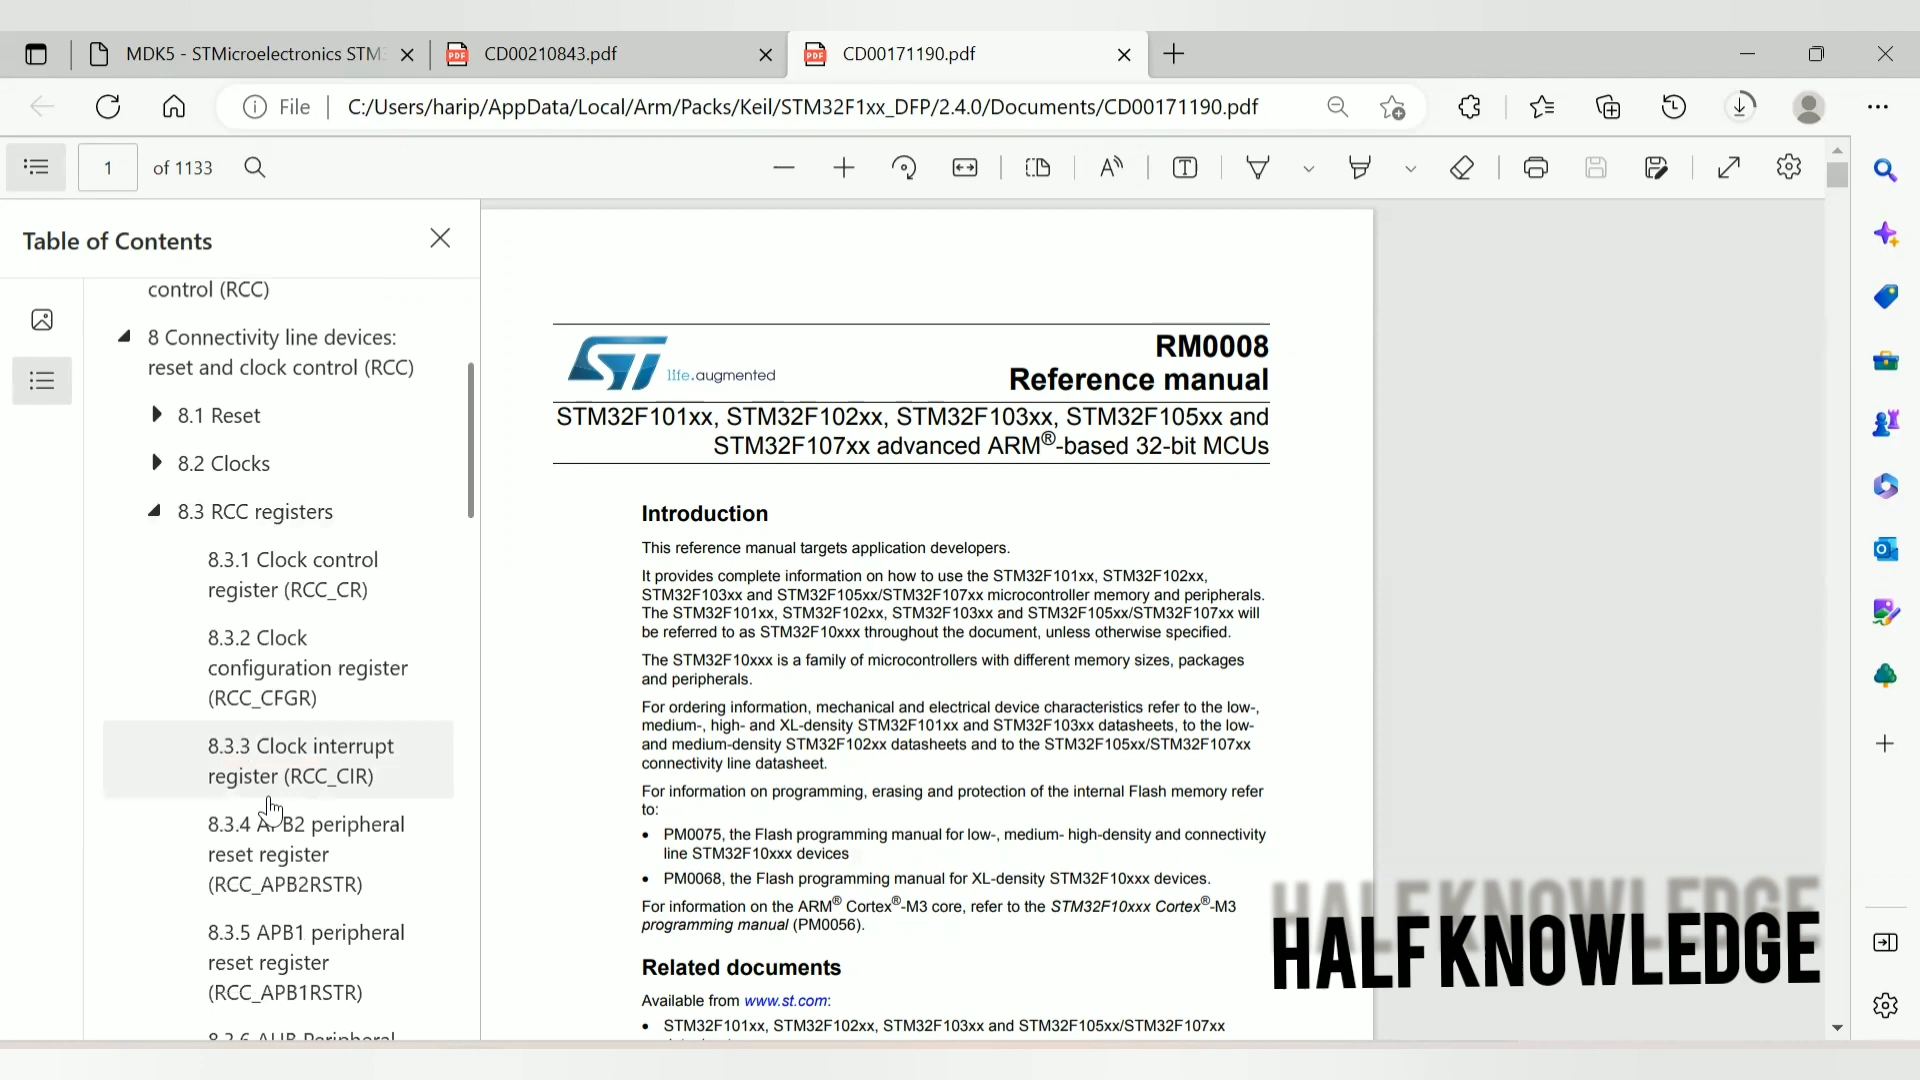 MDK5 - STMicroelectronics STM3
CD00210843.pdf
CD00171190.pdf
File
C:/Users/harip/AppData/Local/Arm/Packs/Keil/STM32F1xx_DFP/2.4.0/Documents/CD00171190.pdf
1 of 1133
Table of Contents
control (RCC)
8 Connectivity line devices:
reset and clock control (RCC)
8.1 Reset
8.2 Clocks
8.3 RCC registers
8.3.1 Clock control
register (RCC_CR)
8.3.2 Clock
configuration register
(RCC_CFGR)
8.3.3 Clock interrupt
register (RCC_CIR)
8.3.4 APB2 peripheral
reset register
(RCC_APB2RSTR)
8.3.5 APB1 peripheral
reset register
(RCC_APB1RSTR)
8.3.6 AHB Peripheral
ST
life.augmented
RM0008
Reference manual
STM32F101xx, STM32F102xx, STM32F103xx, STM32F105xx and
STM32F107xx advanced ARM®-based 32-bit MCUs
Introduction
This reference manual targets application developers.
It provides complete information on how to use the STM32F101xx, STM32F102xx,
STM32F103xx and STM32F105xx/STM32F107xx microcontroller memory and peripherals.
The STM32F101xx, STM32F102xx, STM32F103xx and STM32F105xx/STM32F107xx will
be referred to as STM32F10xxx throughout the document, unless otherwise specified.
The STM32F10xxx is a family of microcontrollers with different memory sizes, packages
and peripherals.
For ordering information, mechanical and electrical device characteristics refer to the low-,
medium-, high- and XL-density STM32F101xx and STM32F103xx datasheets, to the low-
and medium-density STM32F102xx datasheets and to the STM32F105xx/STM32F107xx
connectivity line datasheet.
For information on programming, erasing and protection of the internal Flash memory refer
to:
• PM0075, the Flash programming manual for low-, medium- high-density and connectivity
line STM32F10xxx devices
• PM0068, the Flash programming manual for XL-density STM32F10xxx devices.
For information on the ARM® Cortex®-M3 core, refer to the STM32F10xxx Cortex®-M3
programming manual (PM0056).
Related documents
Available from www.st.com:
• STM32F101xx, STM32F102xx, STM32F103xx and STM32F105xx/STM32F107xx
HALF KNOWLEDGE